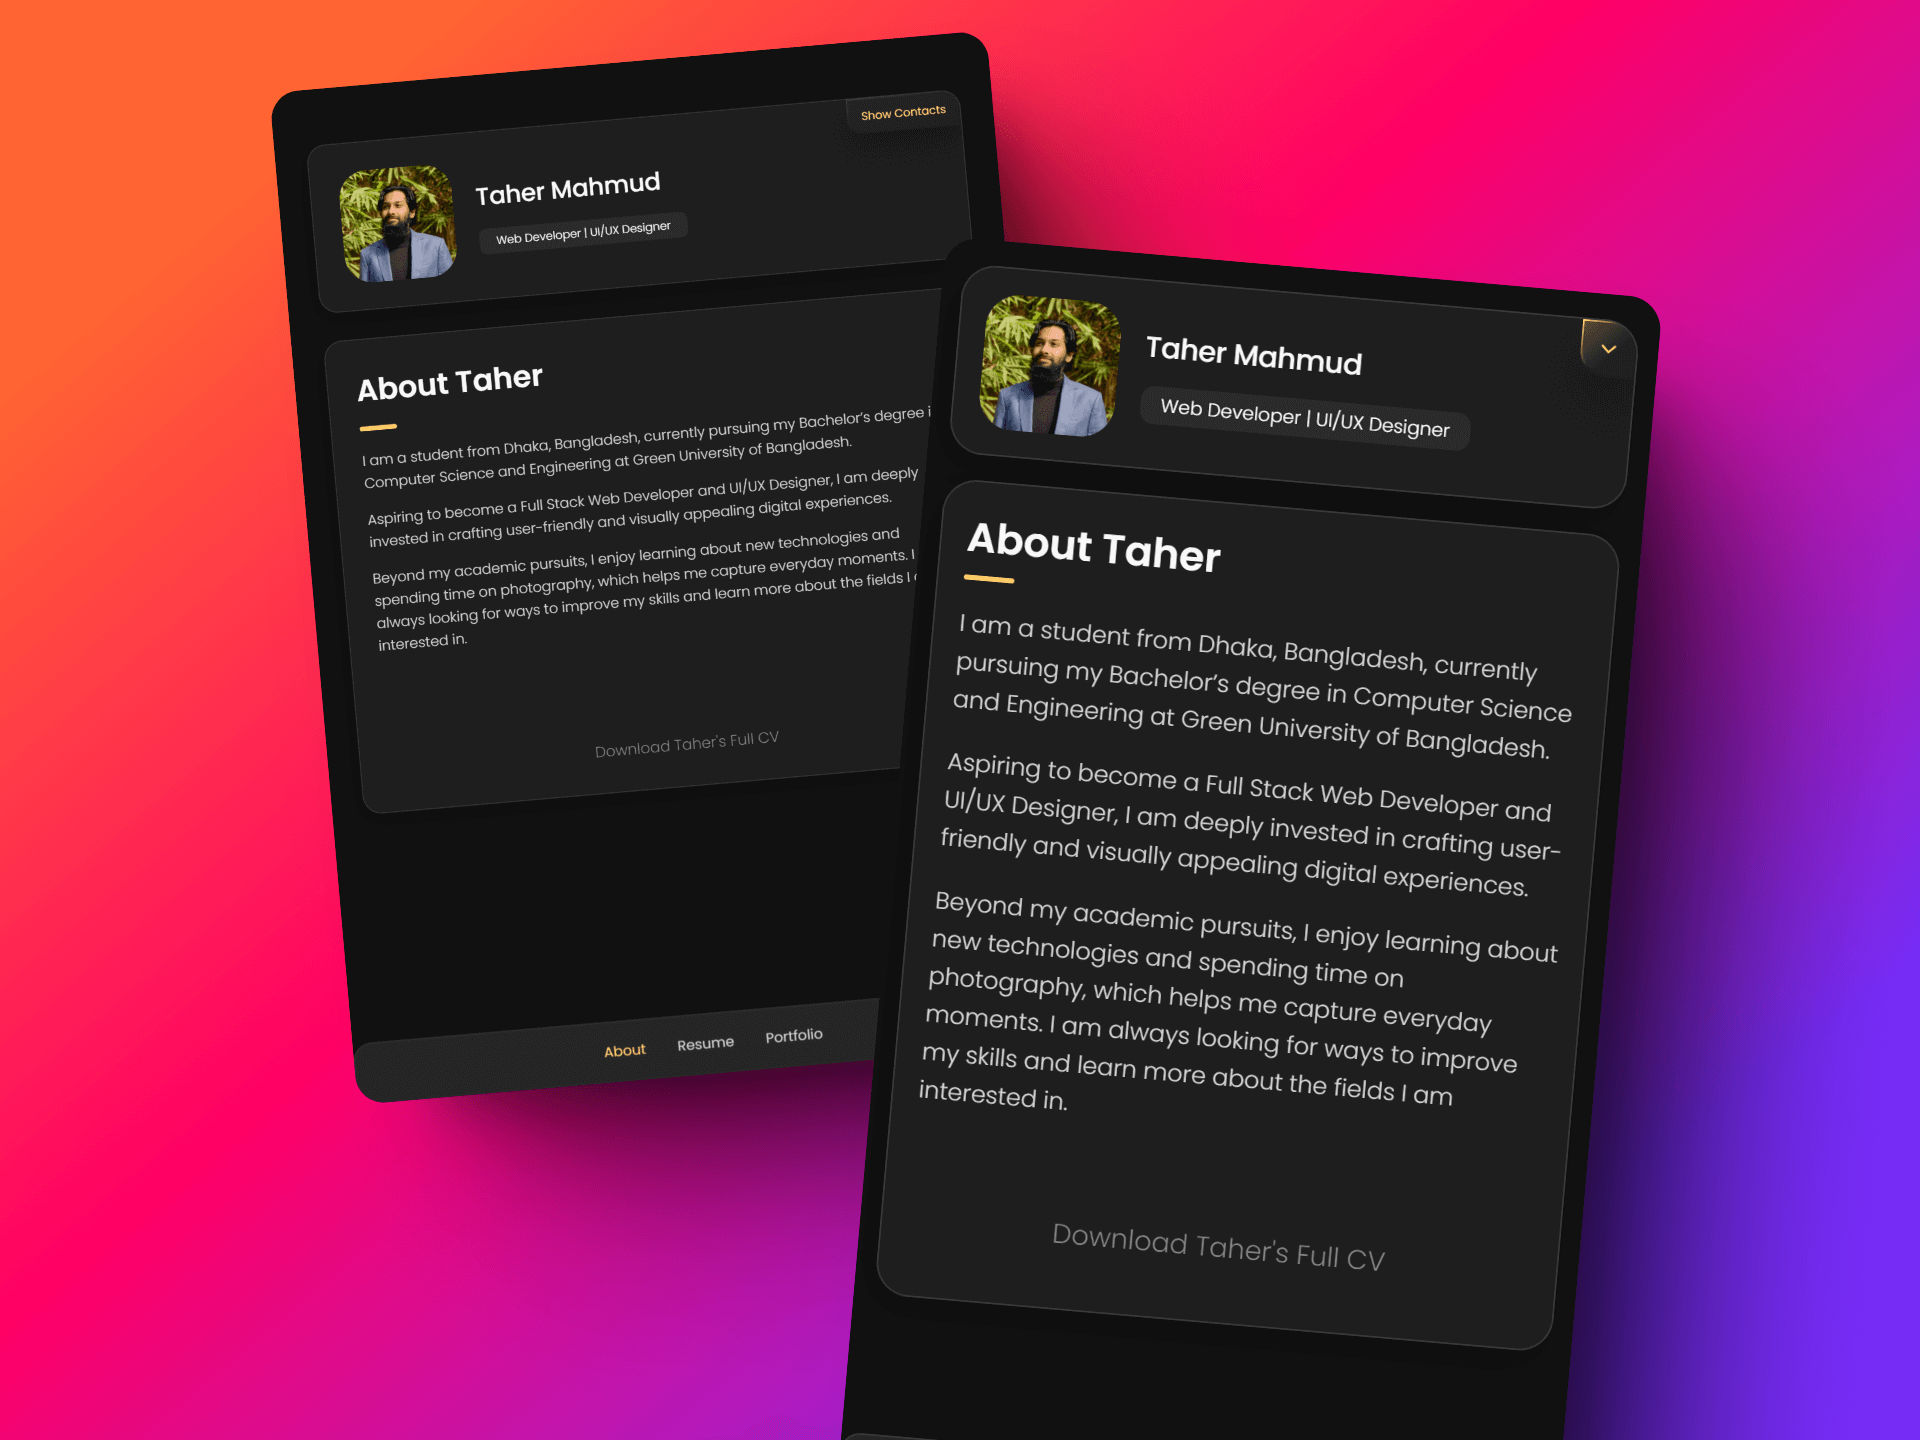 Show Contacts
Taher Mahmud
Web Developer | UI/UX Designer
About Taher
I am a student from Dhaka, Bangladesh, currently pursuing my Bachelor’s degree i
Computer Science and Engineering at Green University of Bangladesh.
Aspiring to become a Full Stack Web Developer and UI/UX Designer, I am deeply
invested in crafting user-friendly and visually appealing digital experiences.
Beyond my academic pursuits, I enjoy learning about new technologies and
spending time on photography, which helps me capture everyday moments. I
always looking for ways to improve my skills and learn more about the fields I
interested in.
Download Taher's Full CV
About Resume Portfolio
Taher Mahmud
Web Developer | UI/UX Designer
About Taher
I am a student from Dhaka, Bangladesh, currently
pursuing my Bachelor’s degree in Computer Science
and Engineering at Green University of Bangladesh.
Aspiring to become a Full Stack Web Developer and
UI/UX Designer, I am deeply invested in crafting user-
friendly and visually appealing digital experiences.
Beyond my academic pursuits, I enjoy learning about
new technologies and spending time on
photography, which helps me capture everyday
moments. I am always looking for ways to improve
my skills and learn more about the fields I am
interested in.
Download Taher's Full CV